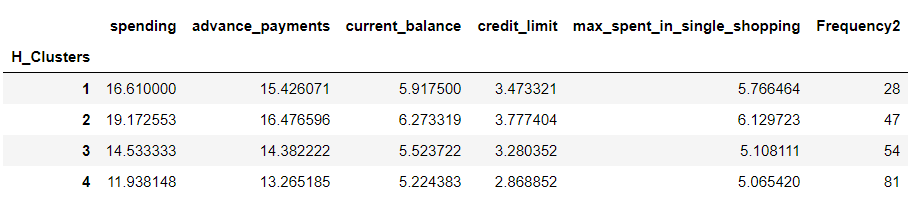 spending advance_payments current_balance credit_limit max_spent_in_single_shopping Frequency2
H_Clusters
1 16.610000 15.426071 5.917500 3.473321 5.766464 28
2 19.172553 16.476596 6.273319 3.777404 6.129723 47
3 14.533333 14.382222 5.523722 3.280352 5.108111 54
4 11.938148 13.265185 5.224383 2.868852 5.065420 81